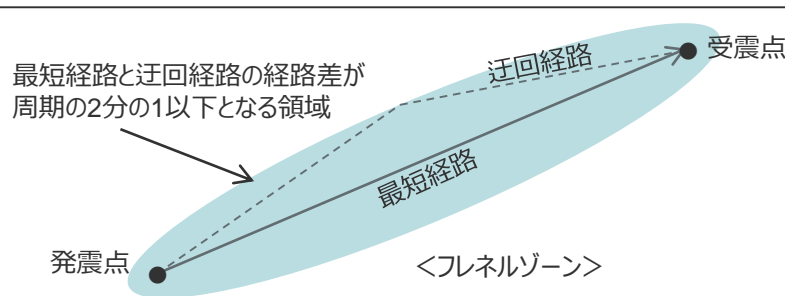 受震点
迂回経路
最短経路と迂回経路の経路差が
周期の2分の1以下となる領域
最短経路
発震点
＜フレネルゾーン＞